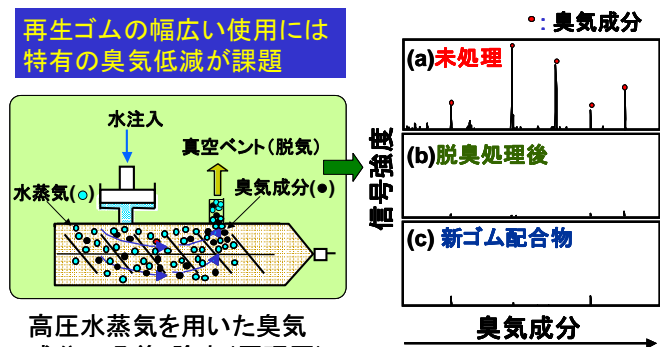 再生ゴムの幅広い使用には
特有の臭気低減が課題
水注入
真空ベント(脱気)
水蒸気(●)
臭気成分(●)
高圧水蒸気を用いた臭気
●: 臭気成分
(a)未処理
(b)脱臭処理後
(c) 新ゴム配合物
信号強度
臭気成分